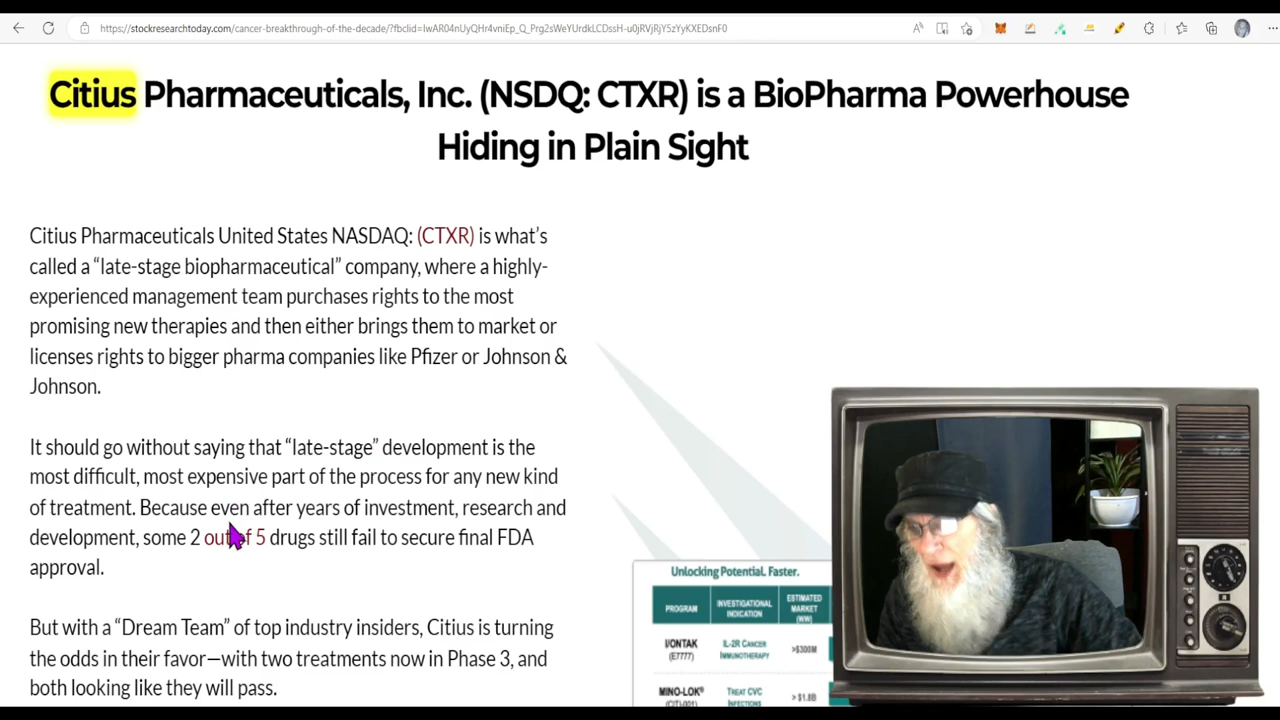 https://stockresearchtoday.com/cancer-breakthrough-of-the-decade/?fbclid=IwAR04nUyQHr4vniEp_Q_Prg2sWeYUrdkLCDssH-u0jRVjRjY5zYyKXEDsnF0
Citius Pharmaceuticals, Inc. (NSDQ: CTXR) is a BioPharma Powerhouse
Hiding in Plain Sight
Citius Pharmaceuticals United States NASDAQ: (CTXR) is what’s
called a “late-stage biopharmaceutical” company, where a highly-
experienced management team purchases rights to the most
promising new therapies and then either brings them to market or
licenses rights to bigger pharma companies like Pfizer or Johnson &
Johnson.
It should go without saying that “late-stage” development is the
most difficult, most expensive part of the process for any new kind
of treatment. Because even after years of investment, research and
development, some 2 out of 5 drugs still fail to secure final FDA
approval.
But with a “Dream Team” of top industry insiders, Citius is turning
the odds in their favor—with two treatments now in Phase 3, and
both looking like they will pass.
Unlocking Potential. Faster.
PROGRAM INVESTIGATIONAL INDICATION ESTIMATED MARKET (WW)
I/ONTAK (E7777) IL-2R CANCER IMMUNOTHERAPY >$300M
MINO-LOK® (CITI-001) TREAT CVC INFECTIONS > $1.8B